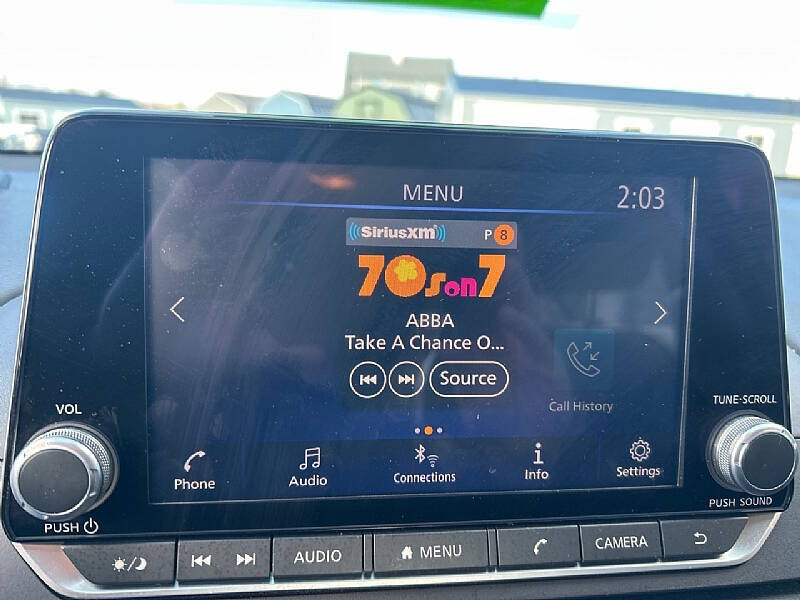 MENU 2:03
SiriusXM P 8
70s on 7
ABBA
Take A Chance O...
Source
Call History
VOL
TUNE·SCROLL
Phone Audio Connections Info Settings
PUSH
PUSH SOUND
AUDIO MENU CAMERA